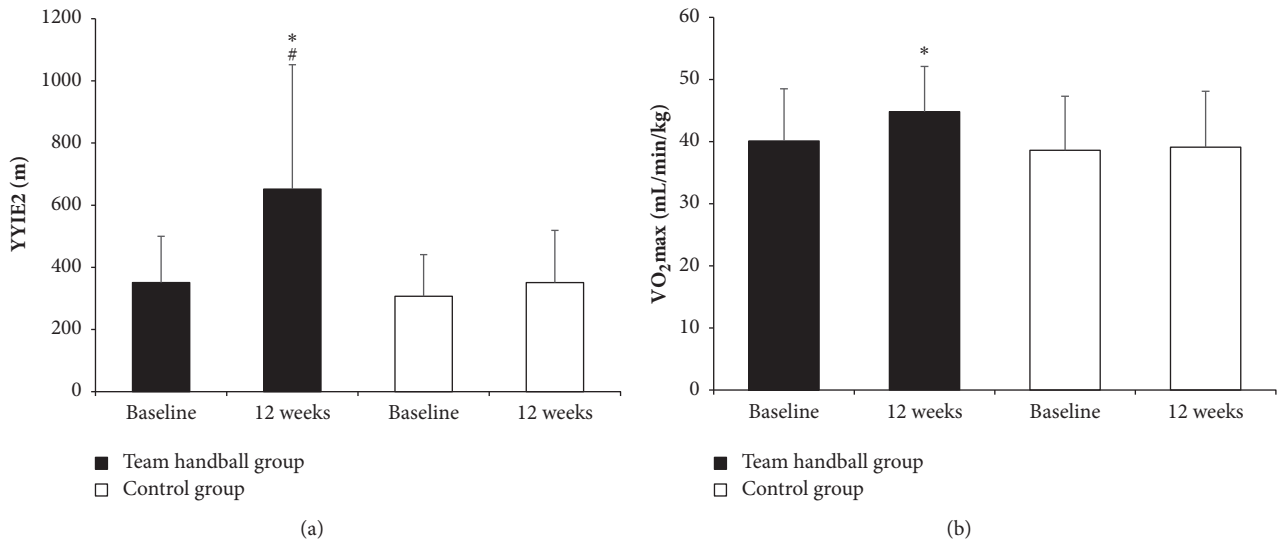 1200
1000
800
600
400
200
0
YYIE2 (m)
*
#
Baseline 12 weeks Baseline 12 weeks
Team handball group
Control group
(a)
60
50
40
30
20
10
0
VO2max (mL/min/kg)
*
Baseline 12 weeks Baseline 12 weeks
Team handball group
Control group
(b)